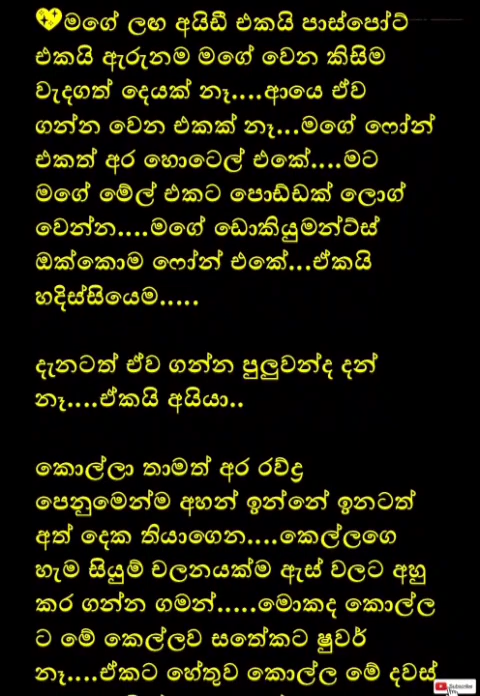 💛මගේ ලඟ අයිඩී එකයි පාස්පෝට්
එකයි ඇරුනම මගේ වෙන කිසිම
වැදගත් දෙයක් නෑ....ආයෙ ඒව
ගන්න වෙන එකක් නෑ...මගේ ෆෝන්
එකත් අර හොටෙල් එකේ....මට
මගේ මේල් එකට පොඩ්ඩක් ලොග්
වෙන්න....මගේ ඩොකියුමන්ට්ස්
ඔක්කොම ෆෝන් එකේ...ඒකයි
හදිස්සියෙම.....
දැනටත් ඒව ගන්න පුලුවන්ද දන්
නෑ....ඒකයි අයියා..
කොල්ලා තාමත් අර රව්ද්‍ර
පෙනුමෙන්ම අහන් ඉන්නේ ඉනටත්
අත් දෙක තියාගෙන....කෙල්ලගෙ
හැම සියුම් චලනයක්ම ඇස් වලට අහු
කර ගන්න ගමන්.....මොකද කොල්ල
ට මේ කෙල්ලව සතේකට ෂුවර්
නෑ....ඒකට හේතුව කොල්ල මේ දවස්
Subscribe